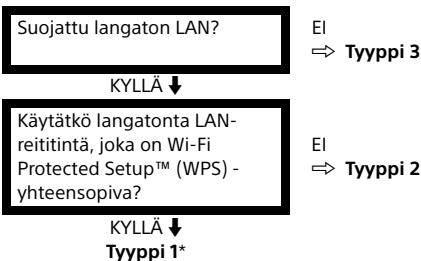 Suojattu langaton LAN?
EI
⇨ Tyyppi 3
KYLLÄ ⬇
Käytätkö langatonta LAN-
reititintä, joka on Wi-Fi
Protected Setup™ (WPS) -
yhteensopiva?
EI
⇨ Tyyppi 2
KYLLÄ ⬇
Tyyppi 1*